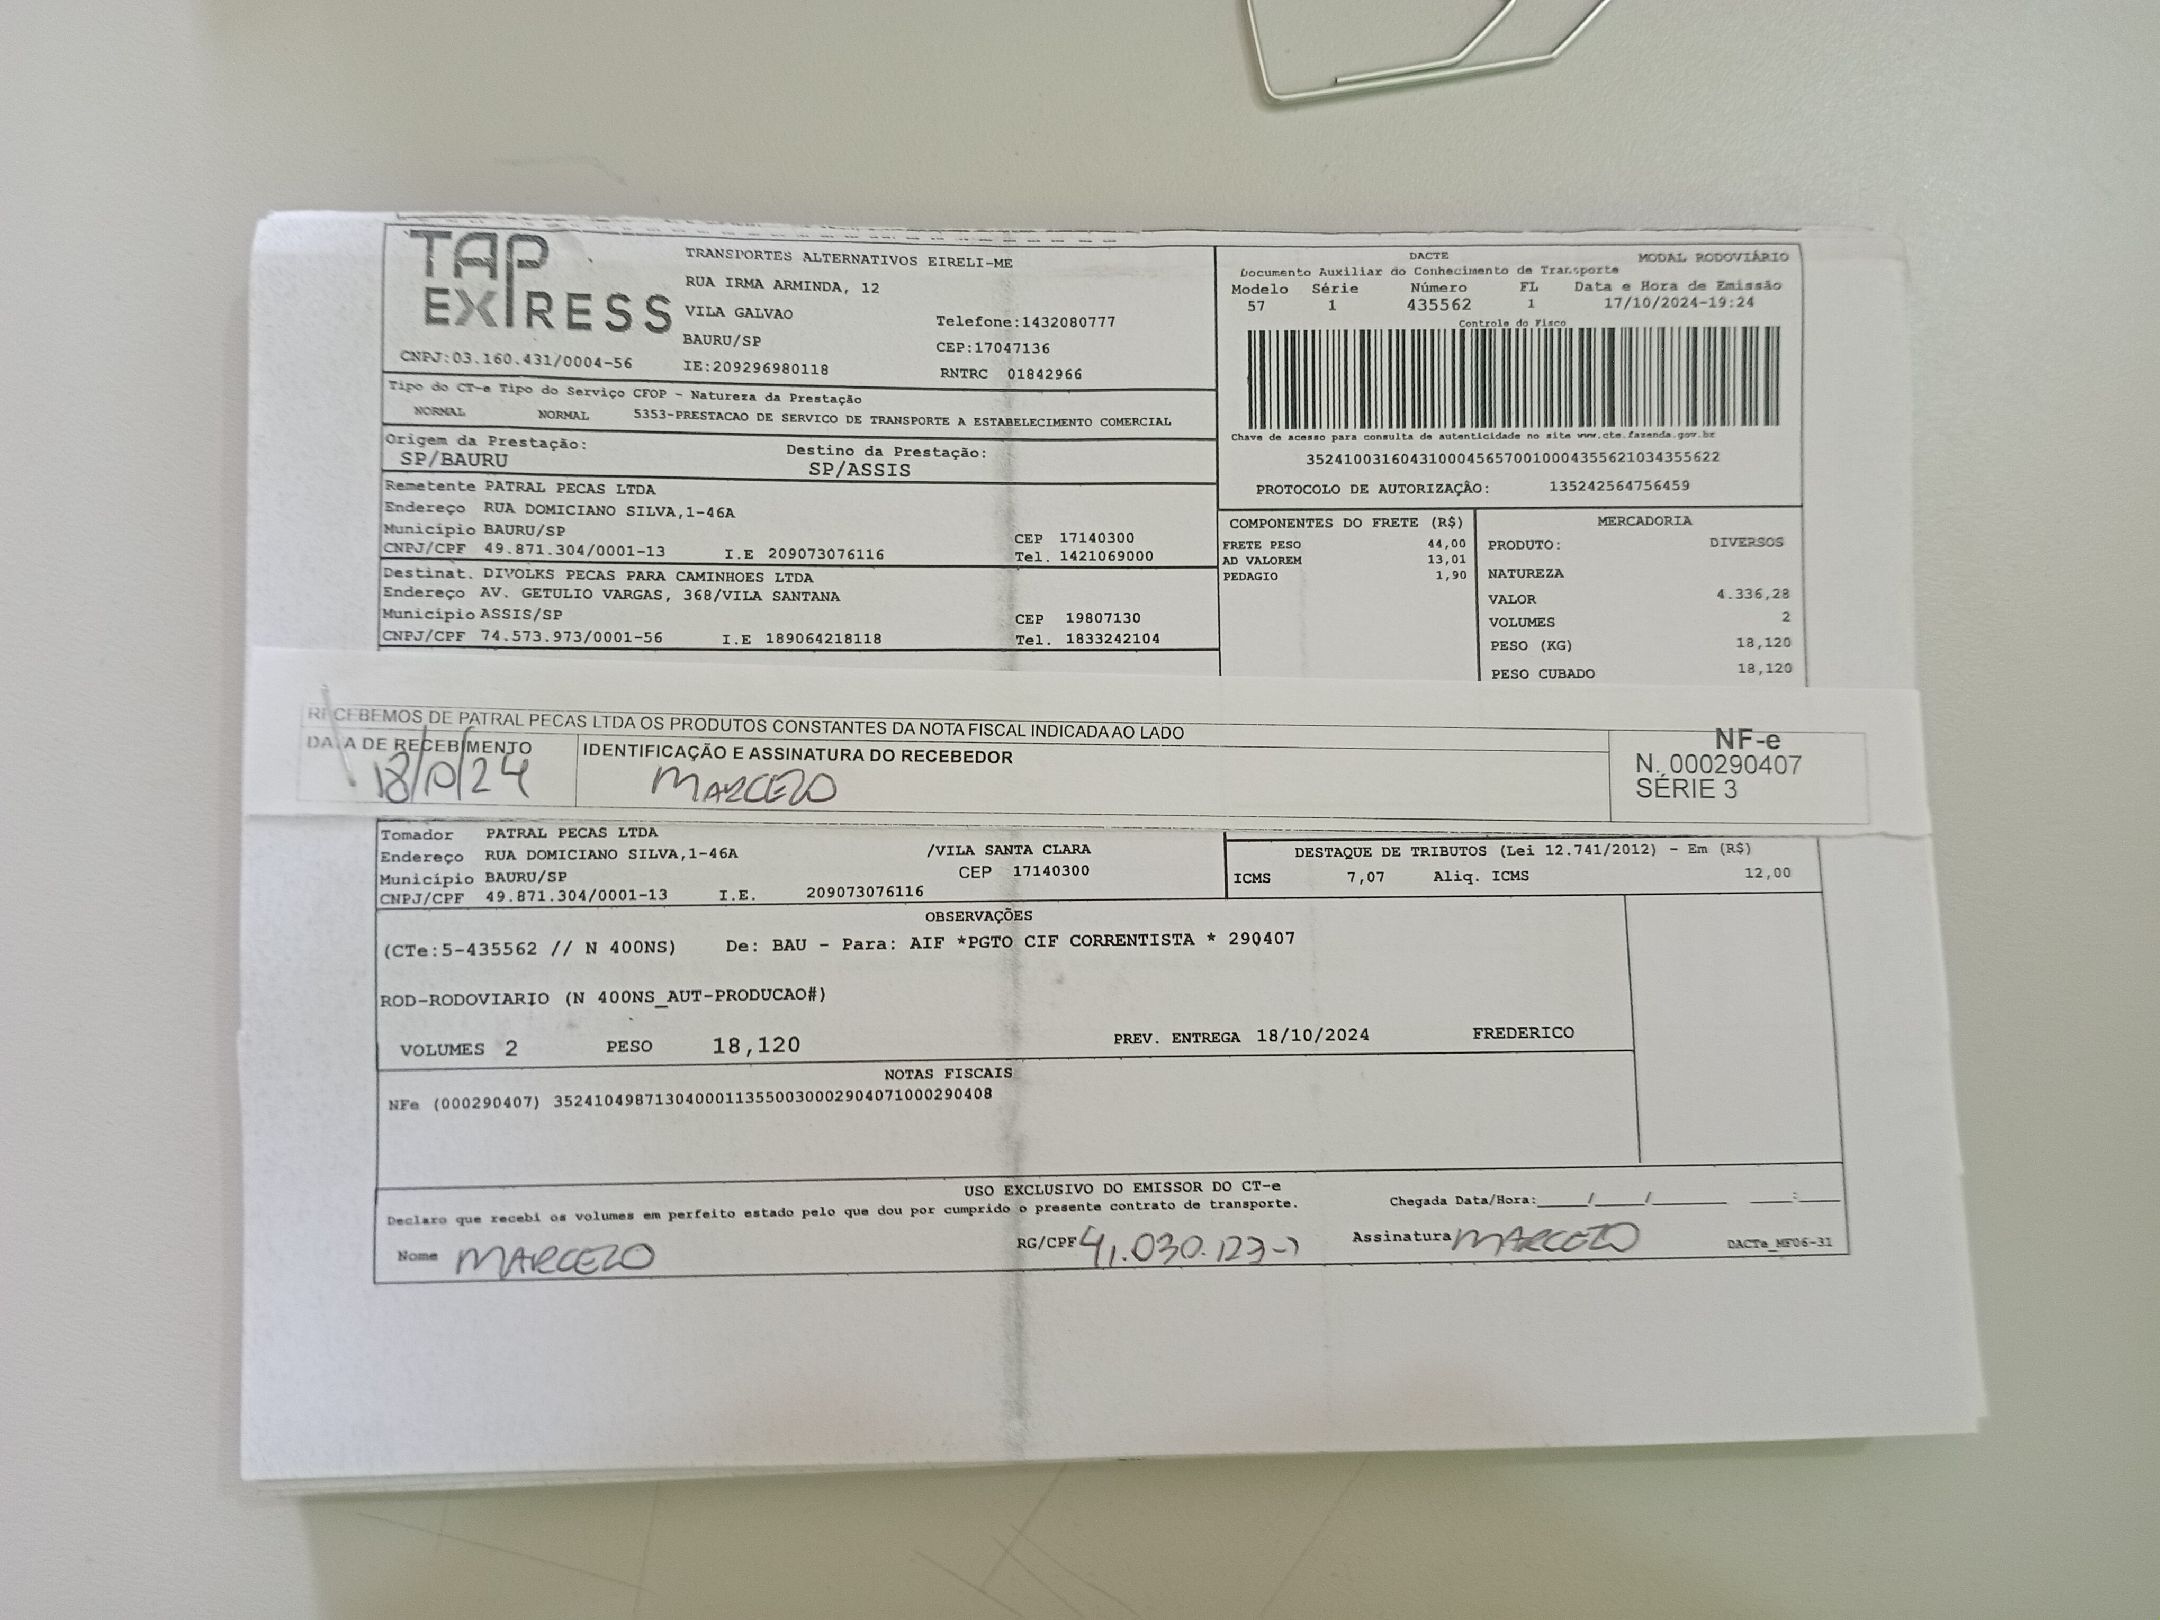 TAP EXPRESS
TRANSPORTES ALTERNATIVOS EIRELI-ME
RUA IRMA ARMINDA, 12
VILA GALVAO Telefone:1432080777
BAURU/SP CEP:17047136
CNPJ:03.160.431/0004-56 IE:209296980118 RNTRC 01842966
DACTE MODAL RODOVIÁRIO
Documento Auxiliar do Conhecimento de Transporte
Modelo Série Número FL Data e Hora de Emissão
57 1 435562 1 17/10/2024-19:24
Controle do Fisco
Chave de acesso para consulta de autenticidade no site www.cte.fazenda.gov.br
35241003160431000456570010004355621034355622
PROTOCOLO DE AUTORIZAÇÃO: 135242564756459
Tipo do CT-e Tipo do Serviço CFOP - Natureza da Prestação
NORMAL NORMAL 5353-PRESTACAO DE SERVICO DE TRANSPORTE A ESTABELECIMENTO COMERCIAL
Origem da Prestação: Destino da Prestação:
SP/BAURU SP/ASSIS
Remetente PATRAL PECAS LTDA
Endereço RUA DOMICIANO SILVA,1-46A
Município BAURU/SP CEP 17140300
CNPJ/CPF 49.871.304/0001-13 I.E 209073076116 Tel. 1421069000
Destinat. DIVOLKS PECAS PARA CAMINHOES LTDA
Endereço AV. GETULIO VARGAS, 368/VILA SANTANA
Município ASSIS/SP CEP 19807130
CNPJ/CPF 74.573.973/0001-56 I.E 189064218118 Tel. 1833242104
COMPONENTES DO FRETE (R$)
FRETE PESO 44,00
AD VALOREM 13,01
PEDAGIO 1,90
MERCADORIA
PRODUTO: DIVERSOS
NATUREZA
VALOR 4.336,28
VOLUMES 2
PESO (KG) 18,120
PESO CUBADO 18,120
RECEBEMOS DE PATRAL PECAS LTDA OS PRODUTOS CONSTANTES DA NOTA FISCAL INDICADA AO LADO
DATA DE RECEBIMENTO IDENTIFICAÇÃO E ASSINATURA DO RECEBEDOR
18/10/24 MARCELO
NF-e
N. 000290407
SÉRIE 3
Tomador PATRAL PECAS LTDA
Endereço RUA DOMICIANO SILVA,1-46A /VILA SANTA CLARA
Município BAURU/SP CEP 17140300
CNPJ/CPF 49.871.304/0001-13 I.E. 209073076116
DESTAQUE DE TRIBUTOS (Lei 12.741/2012) - Em (R$)
ICMS 7,07 Aliq. ICMS 12,00
OBSERVAÇÕES
(CTe:5-435562 // N 400NS) De: BAU - Para: AIF *PGTO CIF CORRENTISTA * 290407
ROD-RODOVIARIO (N 400NS_AUT-PRODUCAO#)
VOLUMES 2 PESO 18,120 PREV. ENTREGA 18/10/2024 FREDERICO
NOTAS FISCAIS
NFe (000290407) 35241049871304000113550030002904071000290408
USO EXCLUSIVO DO EMISSOR DO CT-e
Declaro que recebi os volumes em perfeito estado pelo que dou por cumprido o presente contrato de transporte. Chegada Data/Hora:____/____/______ ___:___
Nome MARCELO RG/CPF 41.030.123-7 Assinatura MARCELO DACTe_MF06-31